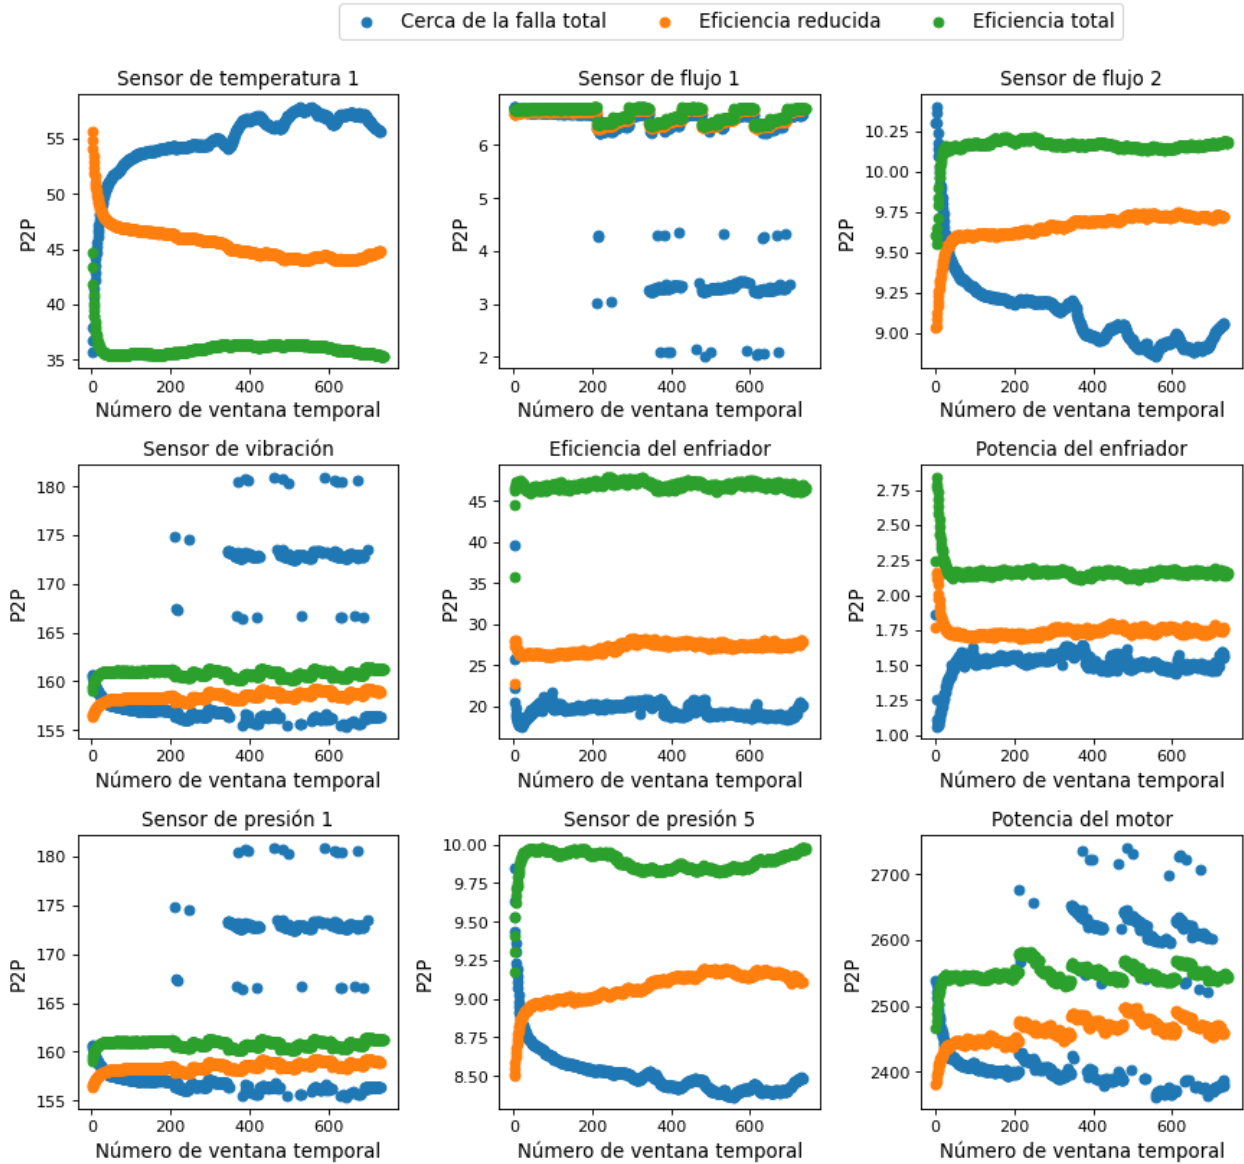 Cerca de la falla total Eficiencia reducida Eficiencia total
Sensor de temperatura 1
55
50
45
40
35
P2P
0 200 400 600
Número de ventana temporal
Sensor de flujo 1
6
5
4
3
2
P2P
0 200 400 600
Número de ventana temporal
Sensor de flujo 2
10.25
10.00
9.75
9.50
9.25
9.00
P2P
0 200 400 600
Número de ventana temporal
Sensor de vibración
180
175
170
165
160
155
P2P
0 200 400 600
Número de ventana temporal
Eficiencia del enfriador
45
40
35
30
25
20
P2P
0 200 400 600
Número de ventana temporal
Potencia del enfriador
2.75
2.50
2.25
2.00
1.75
1.50
1.25
1.00
P2P
0 200 400 600
Número de ventana temporal
Sensor de presión 1
180
175
170
165
160
155
P2P
0 200 400 600
Número de ventana temporal
Sensor de presión 5
10.00
9.75
9.50
9.25
9.00
8.75
8.50
P2P
0 200 400 600
Número de ventana temporal
Potencia del motor
2700
2600
2500
2400
P2P
0 200 400 600
Número de ventana temporal